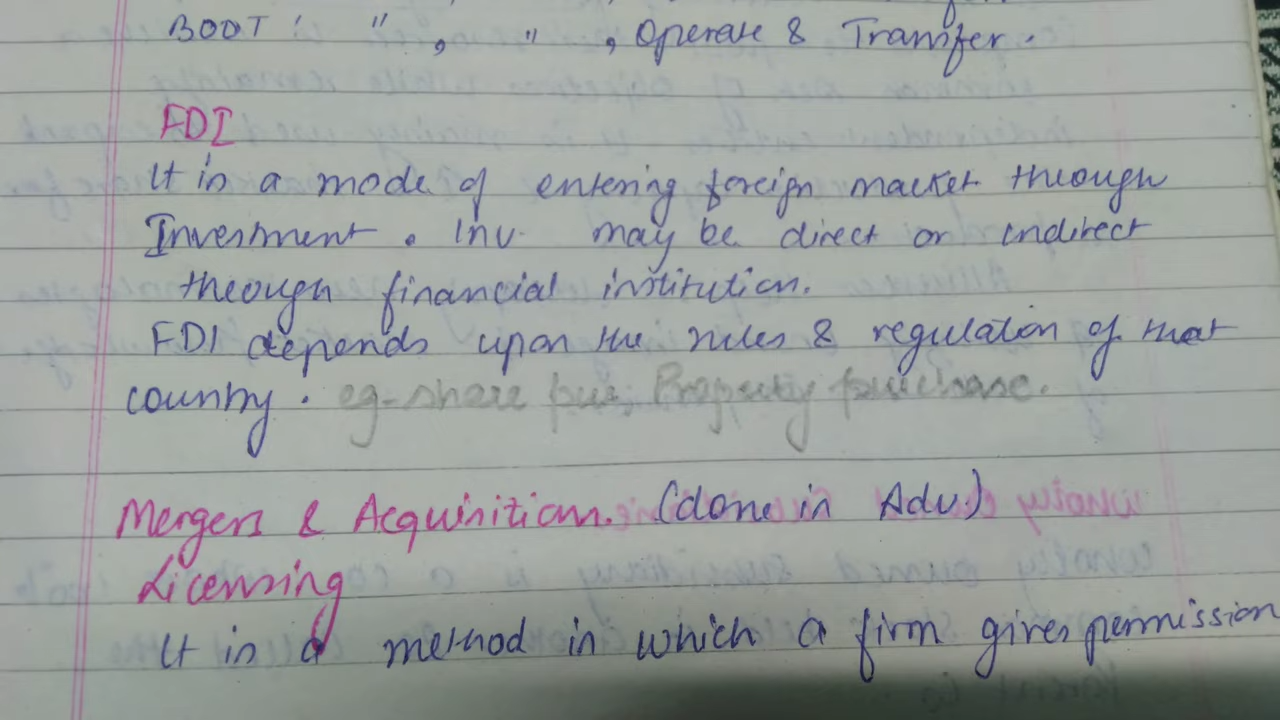 BOOT : " , " , Operate & Transfer.
FDI
It is a mode of entering foreign market through
Investment. Inv. may be direct or indirect
through financial institution.
FDI depends upon the rules & regulation of that
country. eg- share pur, Property purchase.
Mergers & Acquisition. (done in Adv)
Licensing
It is a method in which a firm gives permission